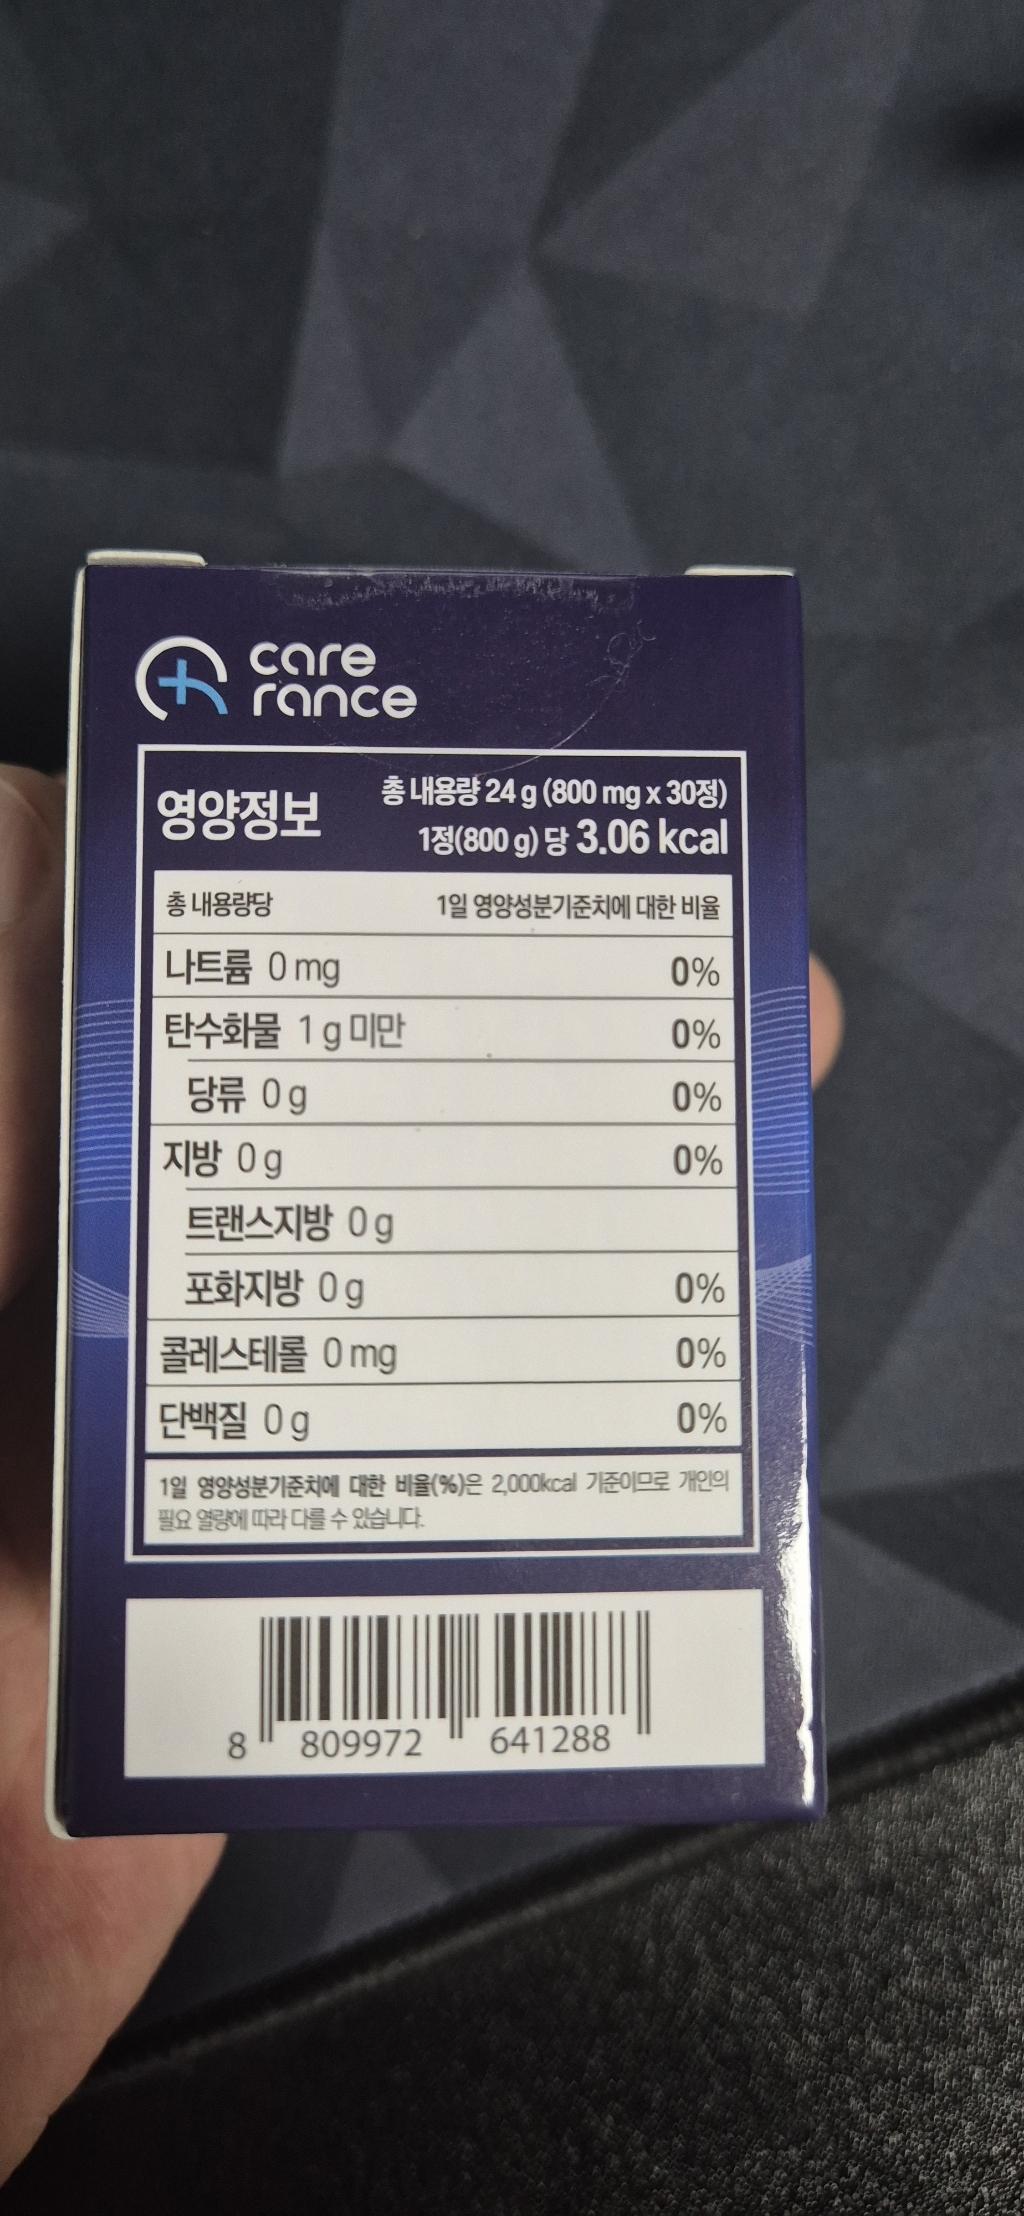 care
rance
영양정보
총 내용량 24 g (800 mg x 30정)
1정(800 g) 당 3.06 kcal
총 내용량당 1일 영양성분기준치에 대한 비율
나트륨 0 mg 0%
탄수화물 1 g 미만 0%
당류 0 g 0%
지방 0 g 0%
트랜스지방 0 g
포화지방 0 g 0%
콜레스테롤 0 mg 0%
단백질 0 g 0%
1일 영양성분기준치에 대한 비율(%)은 2,000kcal 기준이므로 개인의
필요 열량에 따라 다를 수 있습니다.
8 809972 641288